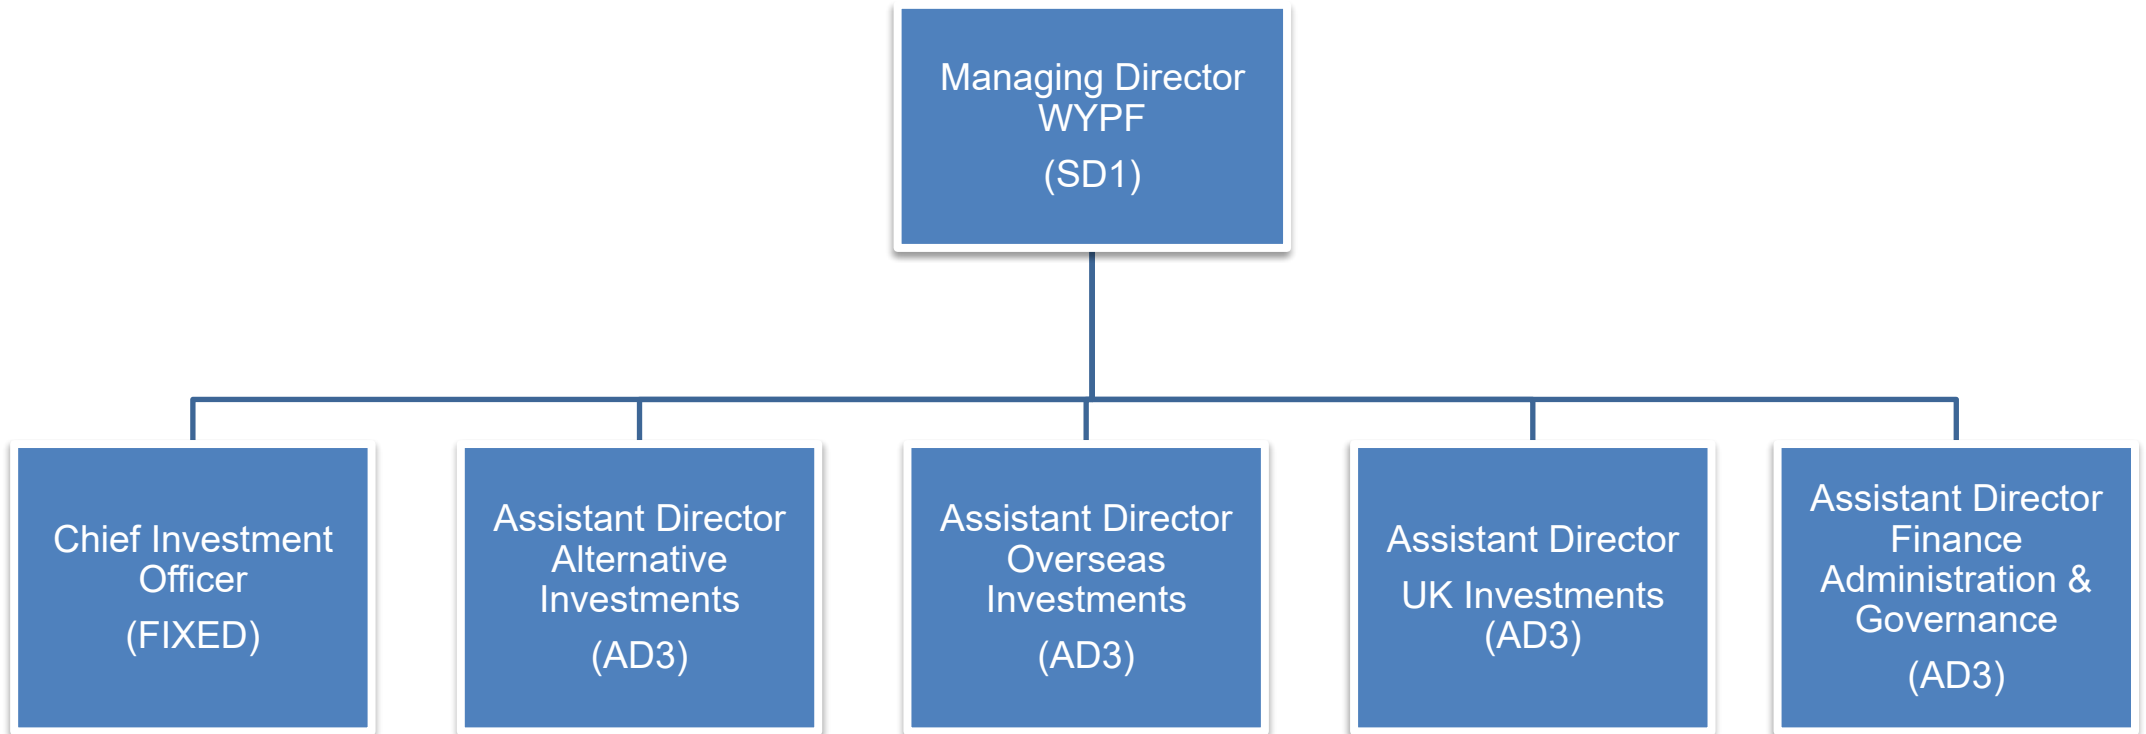 Managing Director
WYPF
(SD1)
Chief Investment
Officer
(FIXED)
Assistant Director
Alternative
Investments
(AD3)
Assistant Director
Overseas
Investments
(AD3)
Assistant Director
UK Investments
(AD3)
Assistant Director
Finance
Administration &
Governance
(AD3)